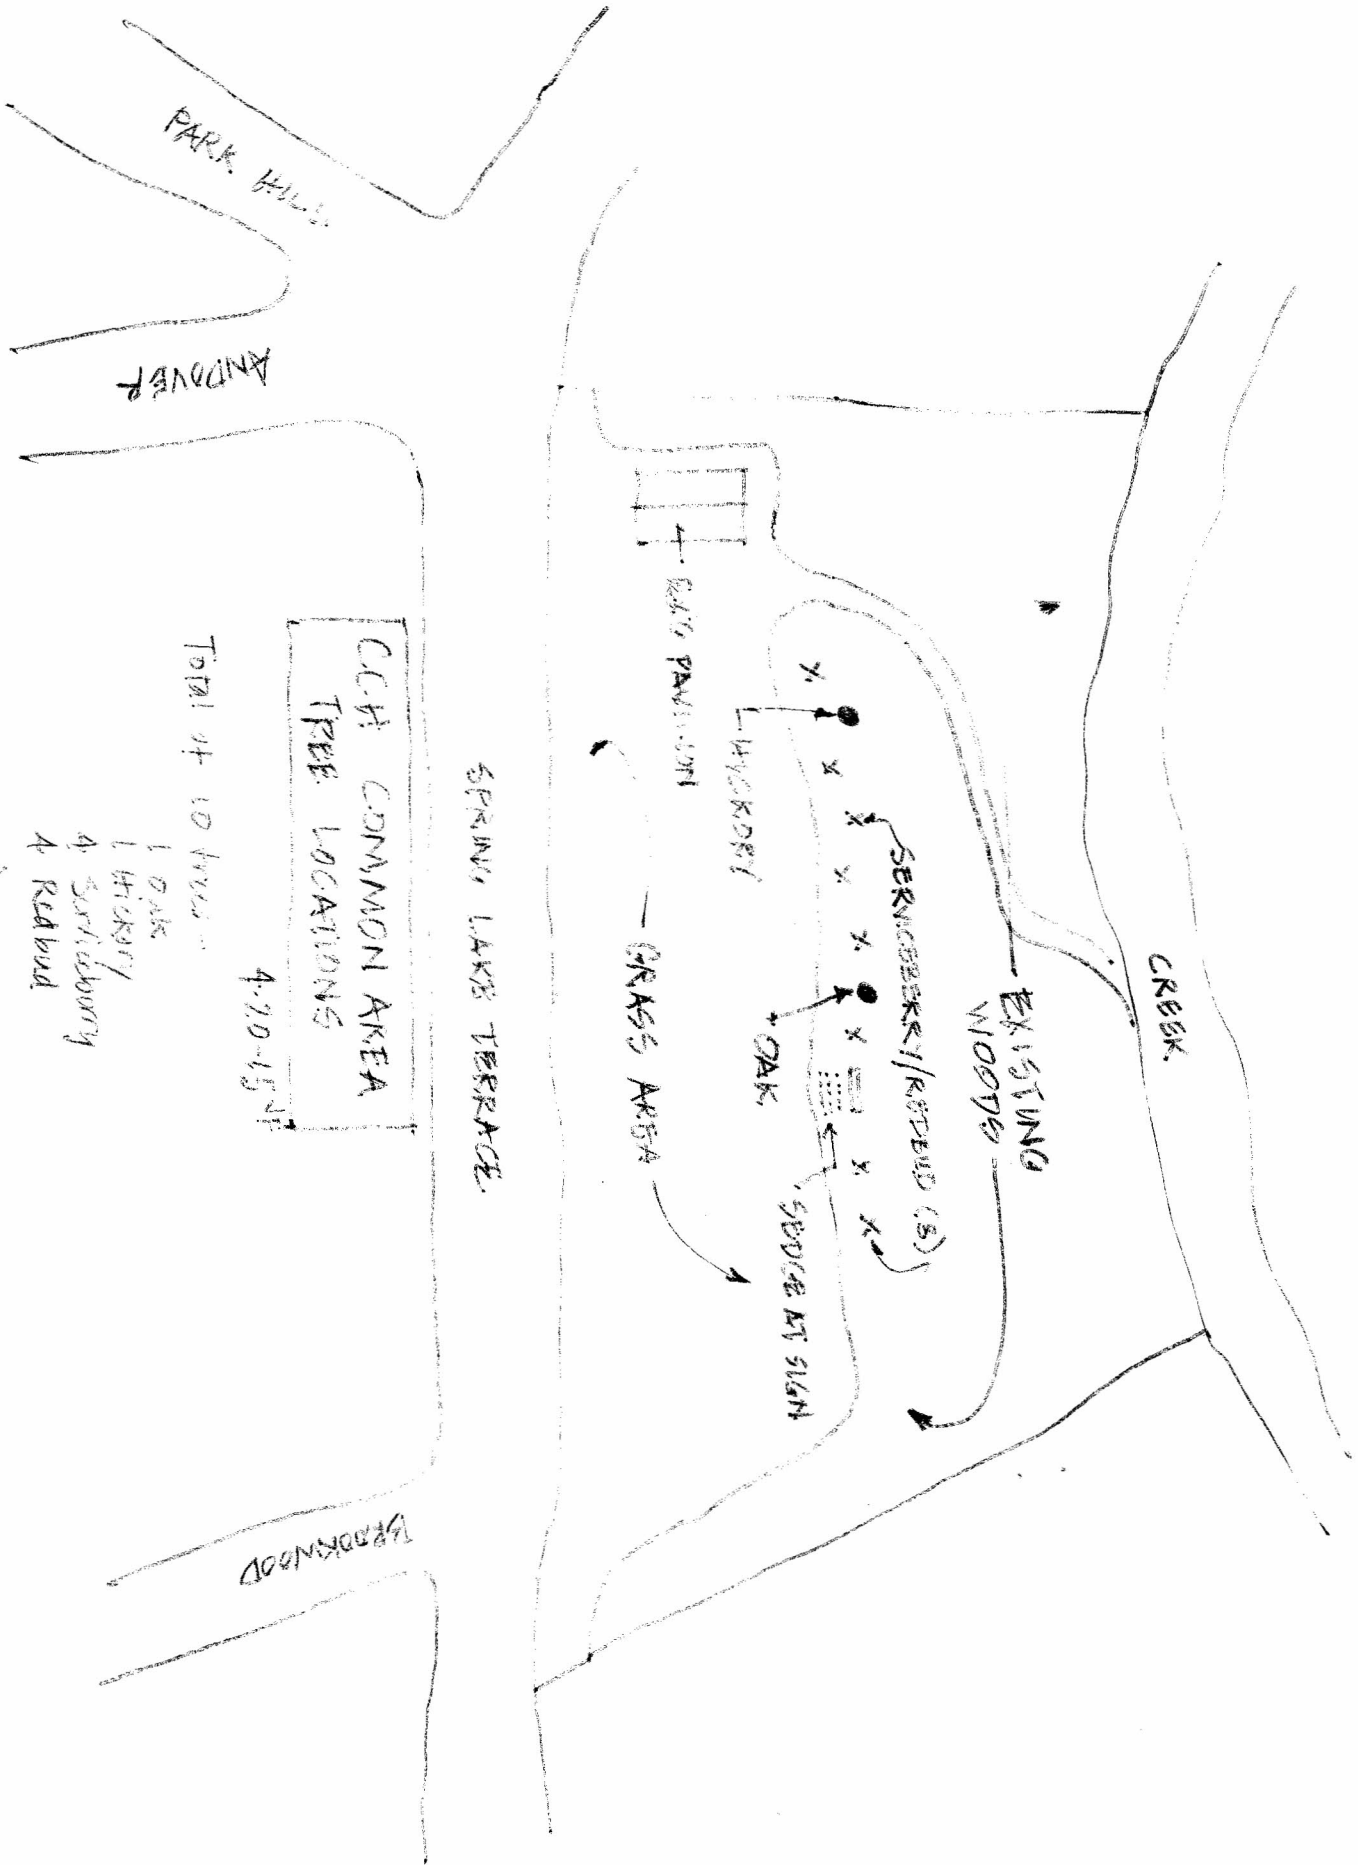 CREEK
EXISTING
WOODS
SERVICEBERRY/REDBUD (8)
HICKORY
OAK
SEDGE AT SIGN
GRASS AREA
SPRING LAKE TERRACE
PARK HILLS
ANDOVER
BROOKWOOD
C.C.H COMMON AREA
TREE LOCATIONS
4-20-15
Total of 10 trees
1 Oak
1 Hickory
4 Serviceberry
4 Redbud